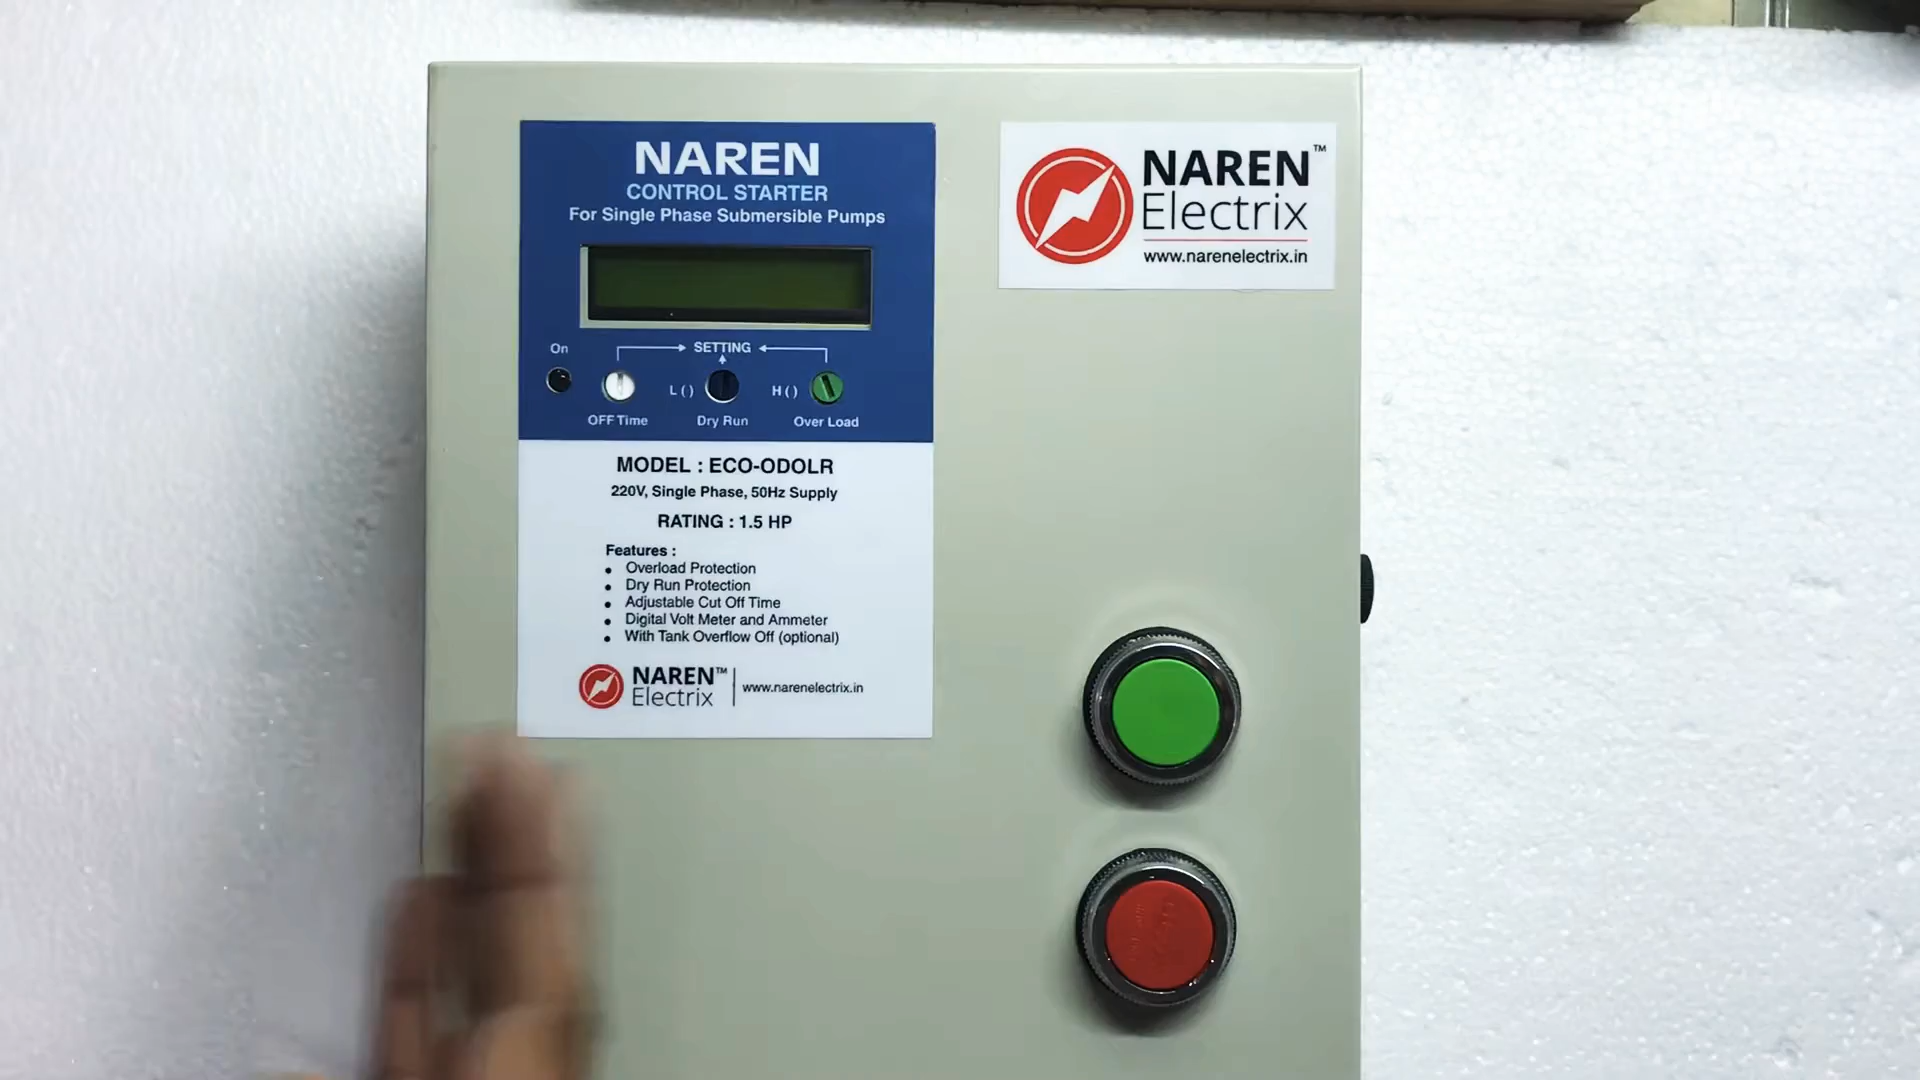 NAREN
CONTROL STARTER
For Single Phase Submersible Pumps
On
SETTING
L ( )
H ( )
OFF Time
Dry Run
Over Load
MODEL : ECO-ODOLR
220V, Single Phase, 50Hz Supply
RATING : 1.5 HP
Features :
• Overload Protection
• Dry Run Protection
• Adjustable Cut Off Time
• Digital Volt Meter and Ammeter
• With Tank Overflow Off (optional)
NAREN™
Electrix
www.narenelectrix.in
NAREN™
Electrix
www.narenelectrix.in